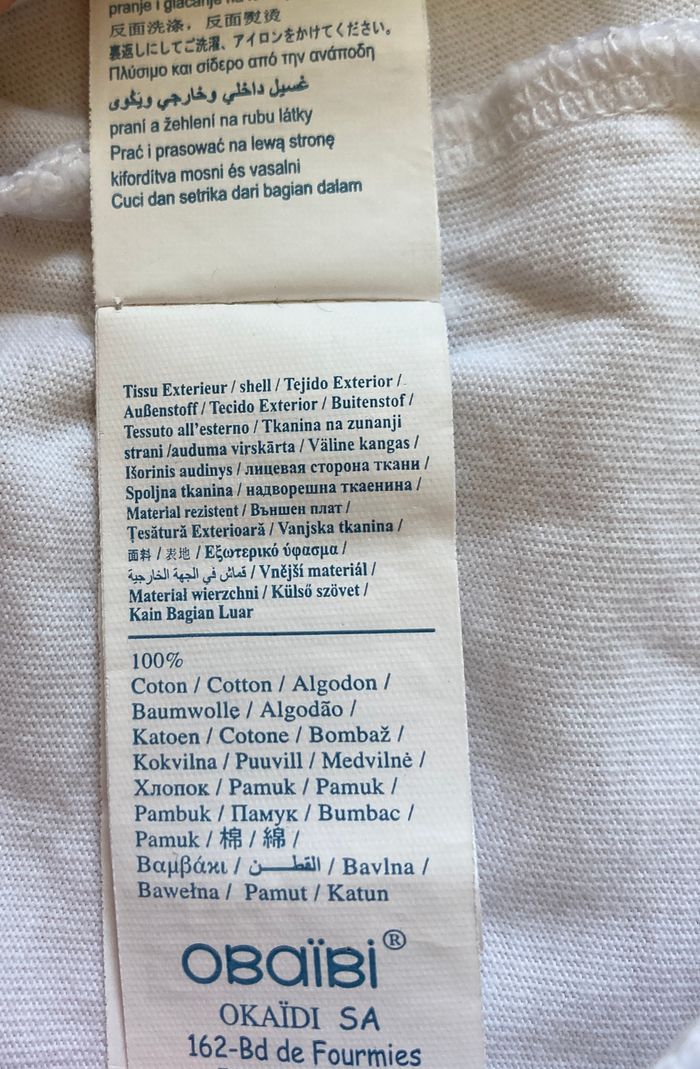 pranje i glačanje na
反面洗涤，反面熨烫
裏返しにしてご洗濯、アイロンをかけてください。
Πλύσιμο και σίδερο από την ανάποδη
غسيل داخلي وخارجي ويكوى
praní a žehlení na rubu látky
Prać i prasować na lewą stronę
kifordítva mosni és vasalni
Cuci dan setrika dari bagian dalam
Tissu Exterieur / shell / Tejido Exterior /
Außenstoff / Tecido Exterior / Buitenstof /
Tessuto all'esterno / Tkanina na zunanji
strani /auduma virskārta / Väline kangas /
Išorinis audinys / лицевая сторона ткани /
Spoljna tkanina / надворешна ткаенина /
Material rezistent / Външен плат /
Țesătură Exterioară / Vanjska tkanina /
面料 / 表地 / Εξωτερικό ύφασμα /
قماش في الجهة الخارجية / Vnější materiál /
Materiał wierzchni / Külső szövet /
Kain Bagian Luar
100%
Coton / Cotton / Algodon /
Baumwolle / Algodão /
Katoen / Cotone / Bombaž /
Kokvilna / Puuvill / Medvilnė /
Хлопок / Pamuk / Pamuk /
Pambuk / Памук / Bumbac /
Pamuk / 棉 / 綿 /
Βαμβάκι / القطــن / Bavlna /
Bawełna / Pamut / Katun
OBaïBi®
OKAÏDI SA
162-Bd de Fourmies